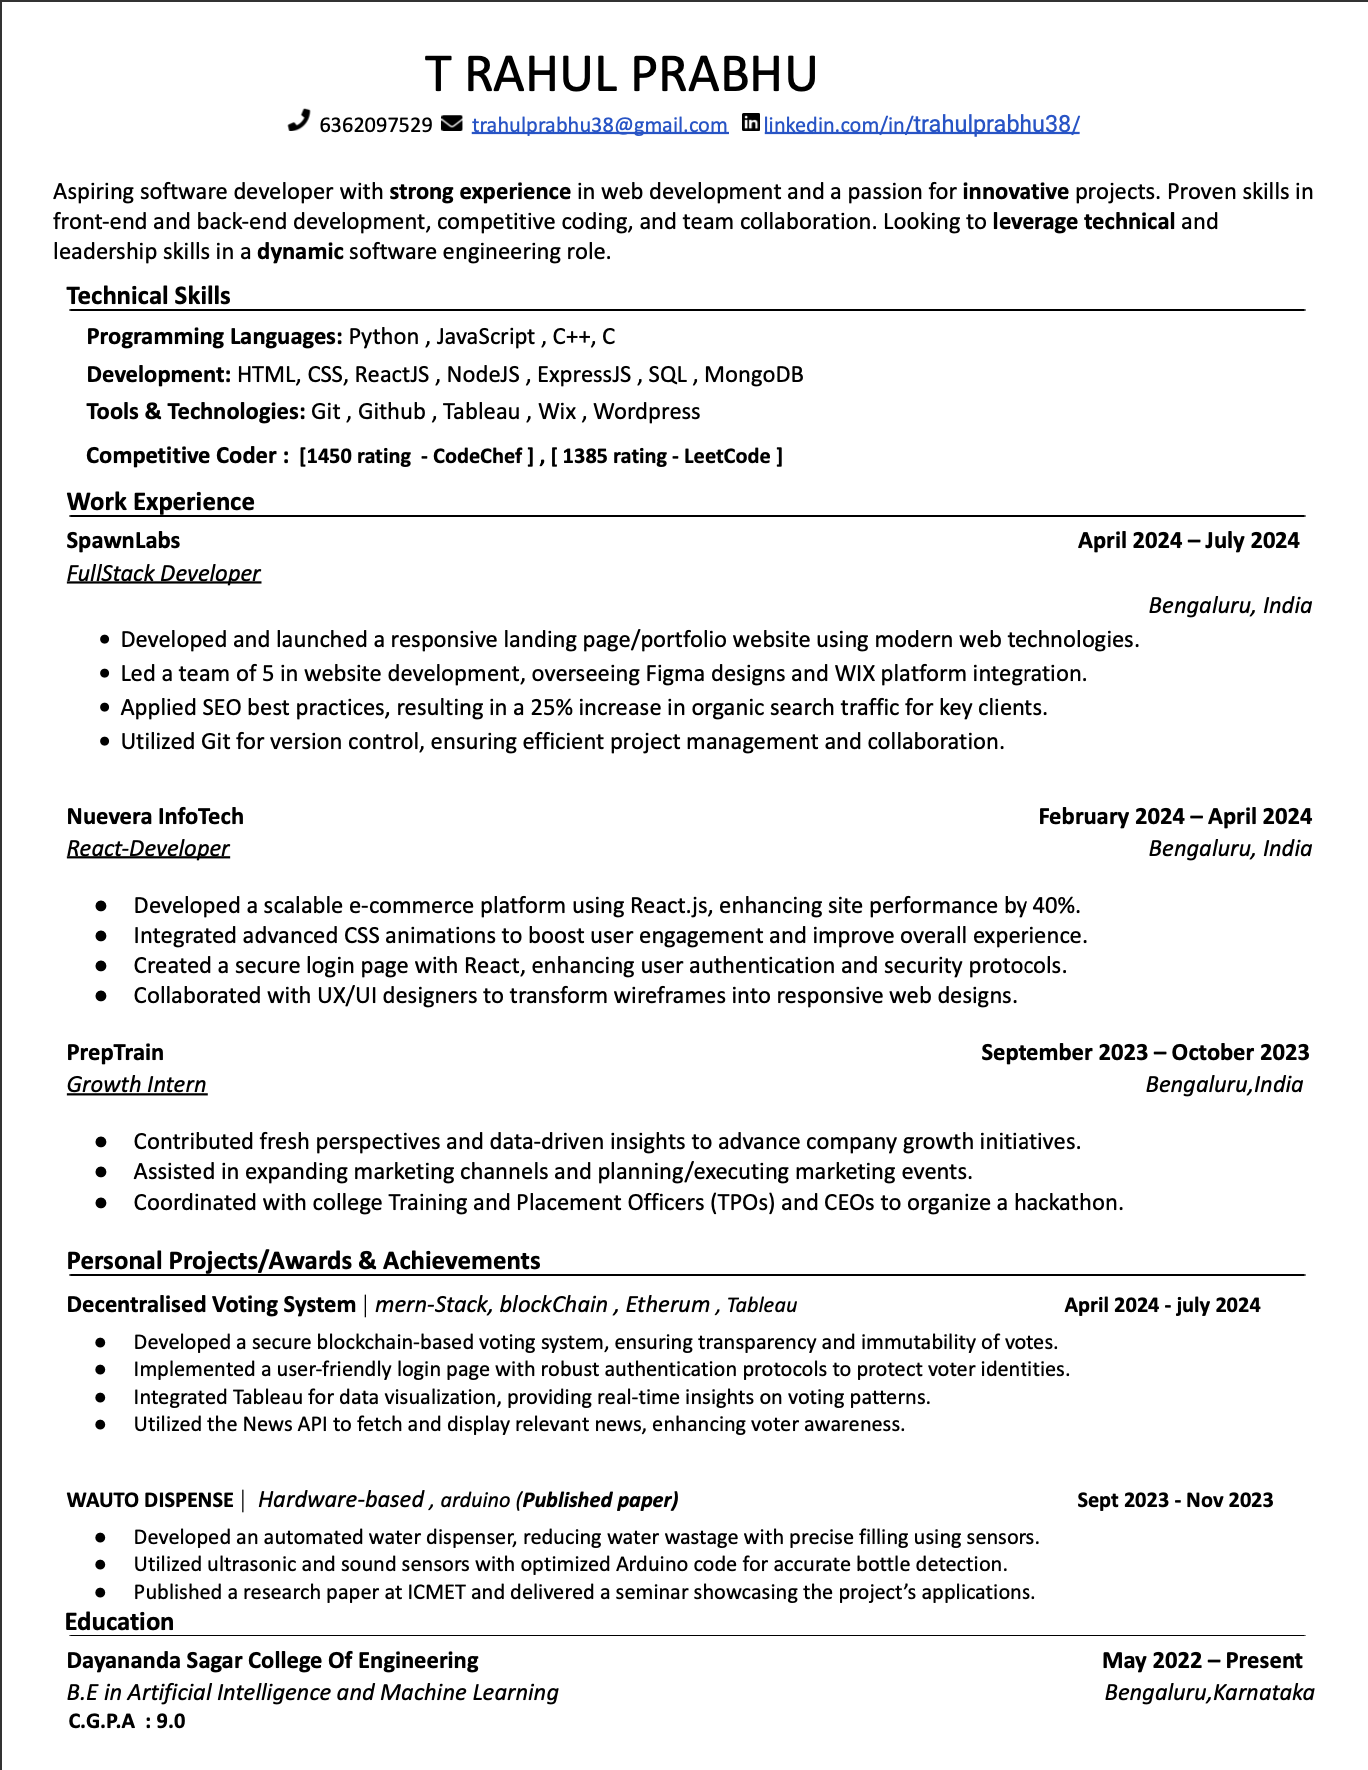 T RAHUL PRABHU
6362097529 trahulprabhu38@gmail.com linkedin.com/in/trahulprabhu38/
Aspiring software developer with strong experience in web development and a passion for innovative projects. Proven skills in
front-end and back-end development, competitive coding, and team collaboration. Looking to leverage technical and
leadership skills in a dynamic software engineering role.
Technical Skills
Programming Languages: Python , JavaScript , C++, C
Development: HTML, CSS, ReactJS , NodeJS , ExpressJS , SQL , MongoDB
Tools & Technologies: Git , Github , Tableau , Wix , Wordpress
Competitive Coder : [1450 rating - CodeChef ] , [ 1385 rating - LeetCode ]
Work Experience
SpawnLabs April 2024 – July 2024
FullStack Developer
Bengaluru, India
• Developed and launched a responsive landing page/portfolio website using modern web technologies.
• Led a team of 5 in website development, overseeing Figma designs and WIX platform integration.
• Applied SEO best practices, resulting in a 25% increase in organic search traffic for key clients.
• Utilized Git for version control, ensuring efficient project management and collaboration.
Nuevera InfoTech February 2024 – April 2024
React-Developer Bengaluru, India
● Developed a scalable e-commerce platform using React.js, enhancing site performance by 40%.
● Integrated advanced CSS animations to boost user engagement and improve overall experience.
● Created a secure login page with React, enhancing user authentication and security protocols.
● Collaborated with UX/UI designers to transform wireframes into responsive web designs.
PrepTrain September 2023 – October 2023
Growth Intern Bengaluru,India
● Contributed fresh perspectives and data-driven insights to advance company growth initiatives.
● Assisted in expanding marketing channels and planning/executing marketing events.
● Coordinated with college Training and Placement Officers (TPOs) and CEOs to organize a hackathon.
Personal Projects/Awards & Achievements
Decentralised Voting System | mern-Stack, blockChain , Etherum , Tableau April 2024 - july 2024
● Developed a secure blockchain-based voting system, ensuring transparency and immutability of votes.
● Implemented a user-friendly login page with robust authentication protocols to protect voter identities.
● Integrated Tableau for data visualization, providing real-time insights on voting patterns.
● Utilized the News API to fetch and display relevant news, enhancing voter awareness.
WAUTO DISPENSE | Hardware-based , arduino (Published paper) Sept 2023 - Nov 2023
● Developed an automated water dispenser, reducing water wastage with precise filling using sensors.
● Utilized ultrasonic and sound sensors with optimized Arduino code for accurate bottle detection.
● Published a research paper at ICMET and delivered a seminar showcasing the project’s applications.
Education
Dayananda Sagar College Of Engineering May 2022 – Present
B.E in Artificial Intelligence and Machine Learning Bengaluru,Karnataka
C.G.P.A : 9.0